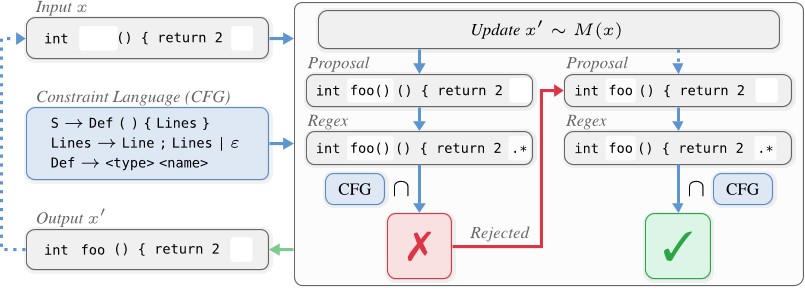 Input x
int () { return 2
Constraint Language (CFG)
S → Def ( ) { Lines }
Lines → Line ; Lines | ε
Def → <type> <name>
Output x′
int foo () { return 2
Update x′ ∼ M(x)
Proposal
int foo() () { return 2
Regex
int foo() () { return 2 .*
CFG ∩
✗
Rejected
Proposal
int foo () { return 2
Regex
int foo () { return 2 .*
∩ CFG
✓